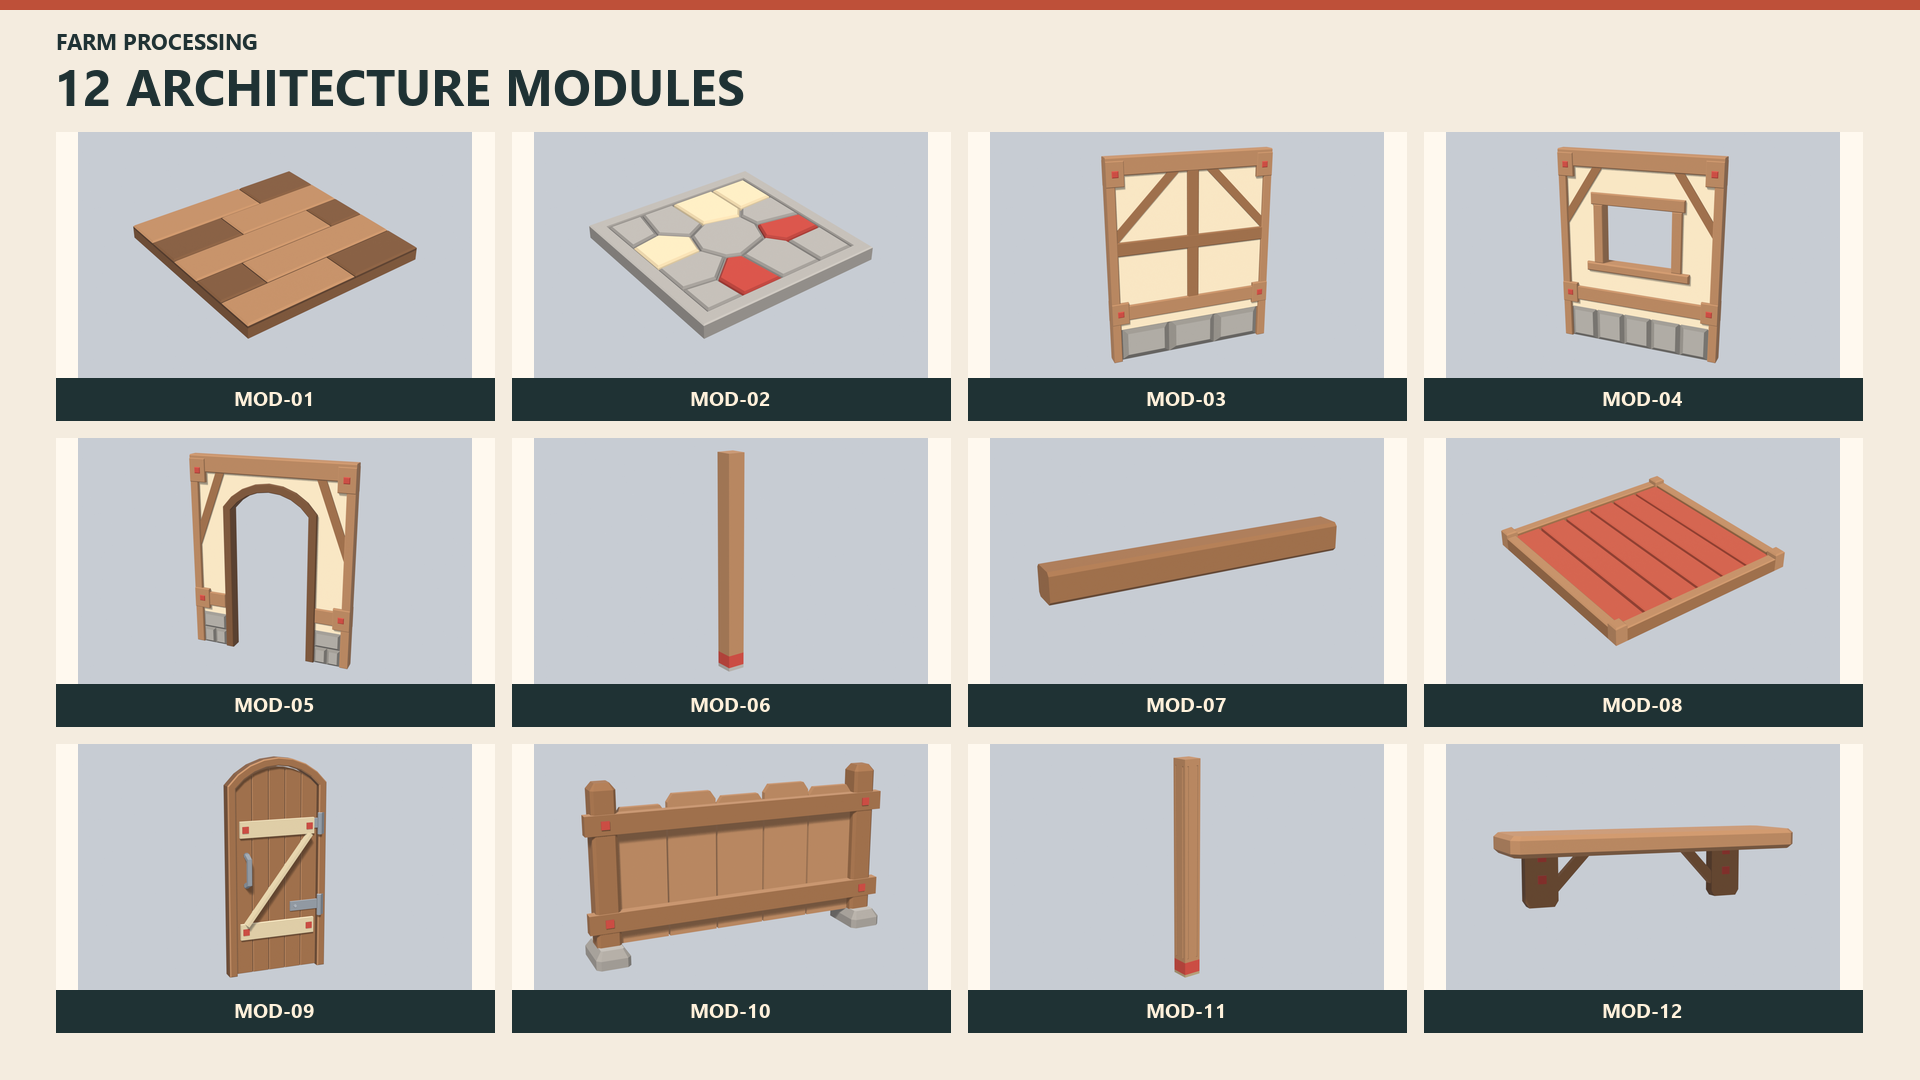 FARM PROCESSING
12 ARCHITECTURE MODULES
MOD-01
MOD-02
MOD-03
MOD-04
MOD-05
MOD-06
MOD-07
MOD-08
MOD-09
MOD-10
MOD-11
MOD-12